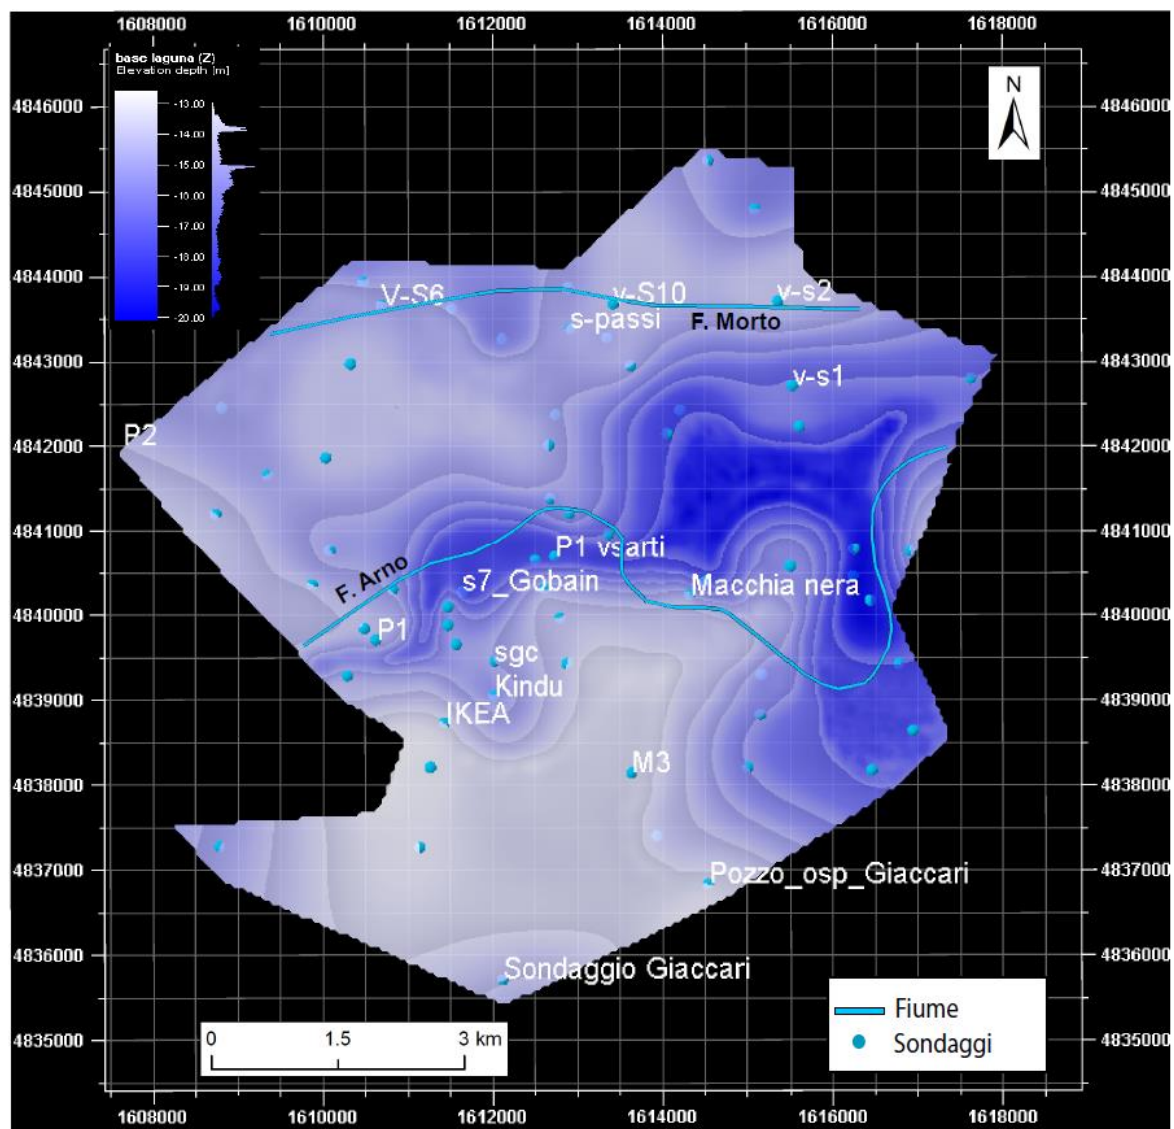 1608000 1610000 1612000 1614000 1616000 1618000
base laguna (Z)
Elevation depth [m]
-13.00
-14.00
-15.00
-16.00
-17.00
-18.00
-19.00
-20.00
N
4846000 4846000
4845000 4845000
4844000 4844000
V-S6 v-S10 v-s2
s-passi F. Morto
4843000 4843000
v-s1
P2
4842000 4842000
4841000 4841000
P1 vsarti
F. Arno s7_Gobain Macchia nera
4840000 4840000
P1
sgc
Kindu
4839000 4839000
IKEA
M3
4838000 4838000
4837000 Pozzo_osp_Giaccari 4837000
4836000 4836000
Sondaggio Giaccari
Fiume
Sondaggi
4835000 4835000
0 1.5 3 km
1608000 1610000 1612000 1614000 1616000 1618000